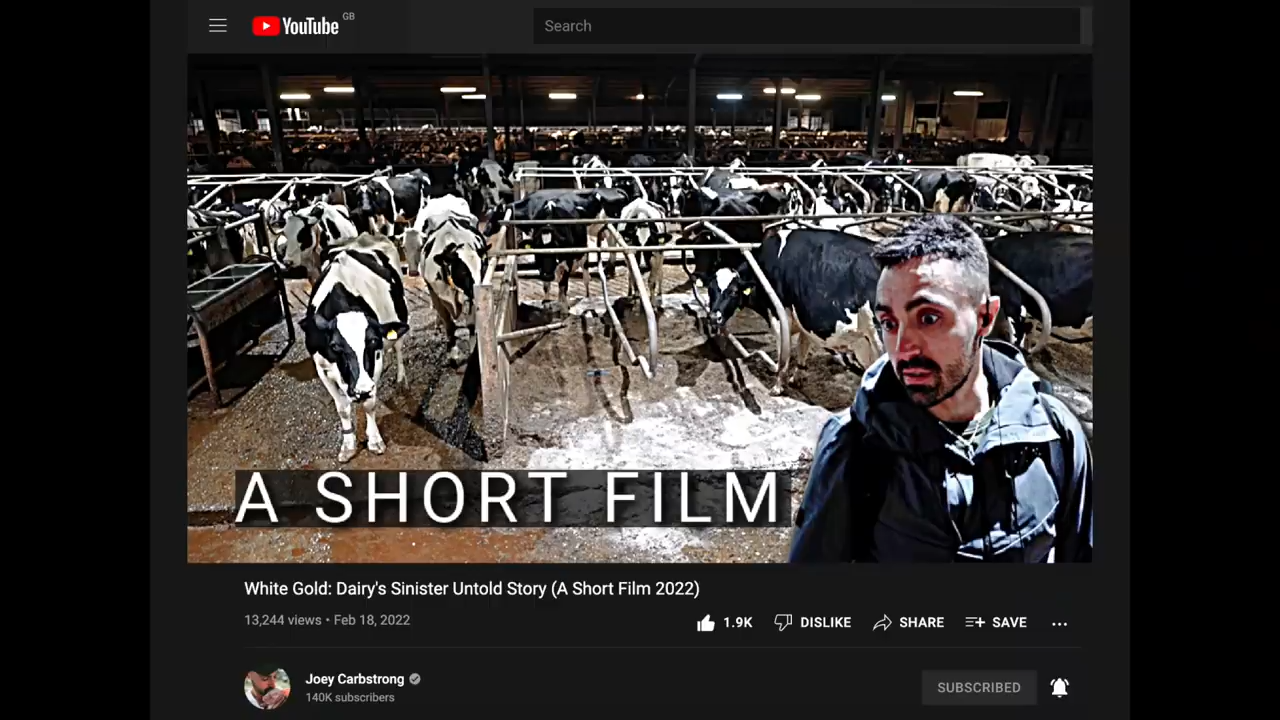 YouTube GB
Search
A SHORT FILM
White Gold: Dairy's Sinister Untold Story (A Short Film 2022)
13,244 views • Feb 18, 2022
1.9K DISLIKE SHARE SAVE
Joey Carbstrong
140K subscribers
SUBSCRIBED